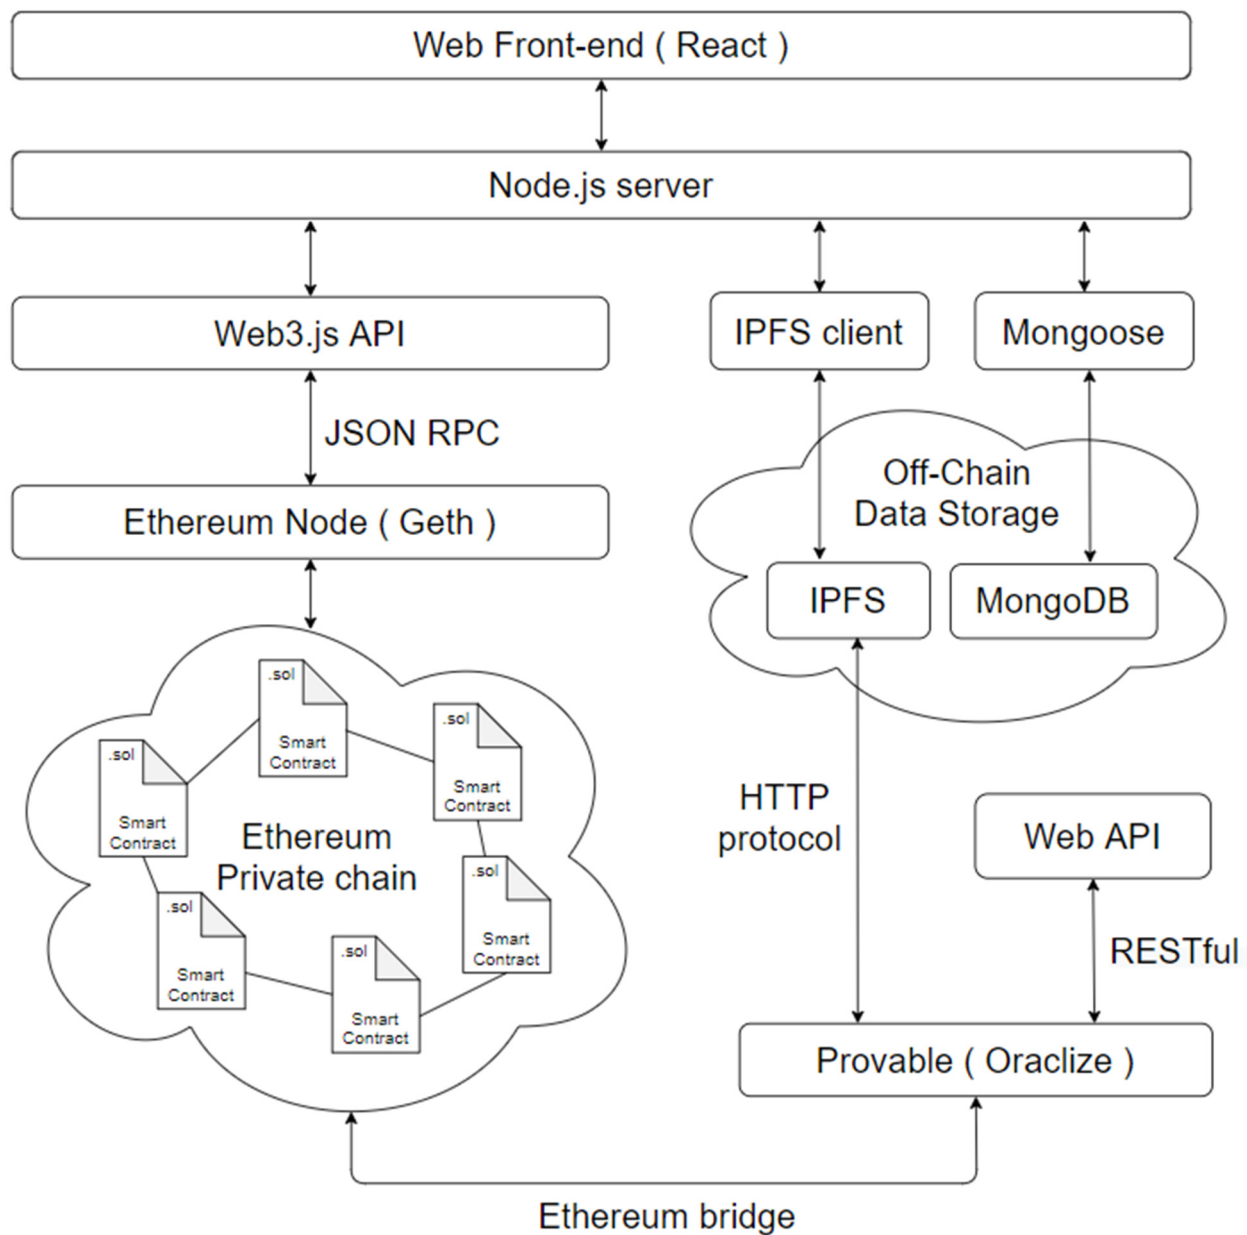 Web Front-end ( React )
Node.js server
Web3.js API
IPFS client
Mongoose
JSON RPC
Off-Chain
Data Storage
Ethereum Node ( Geth )
IPFS
MongoDB
.sol
Smart
Contract
.sol
Smart
Contract
.sol
Smart
Contract
Ethereum
Private chain
.sol
Smart
Contract
.sol
Smart
Contract
.sol
Smart
Contract
HTTP
protocol
Web API
RESTful
Provable ( Oraclize )
Ethereum bridge